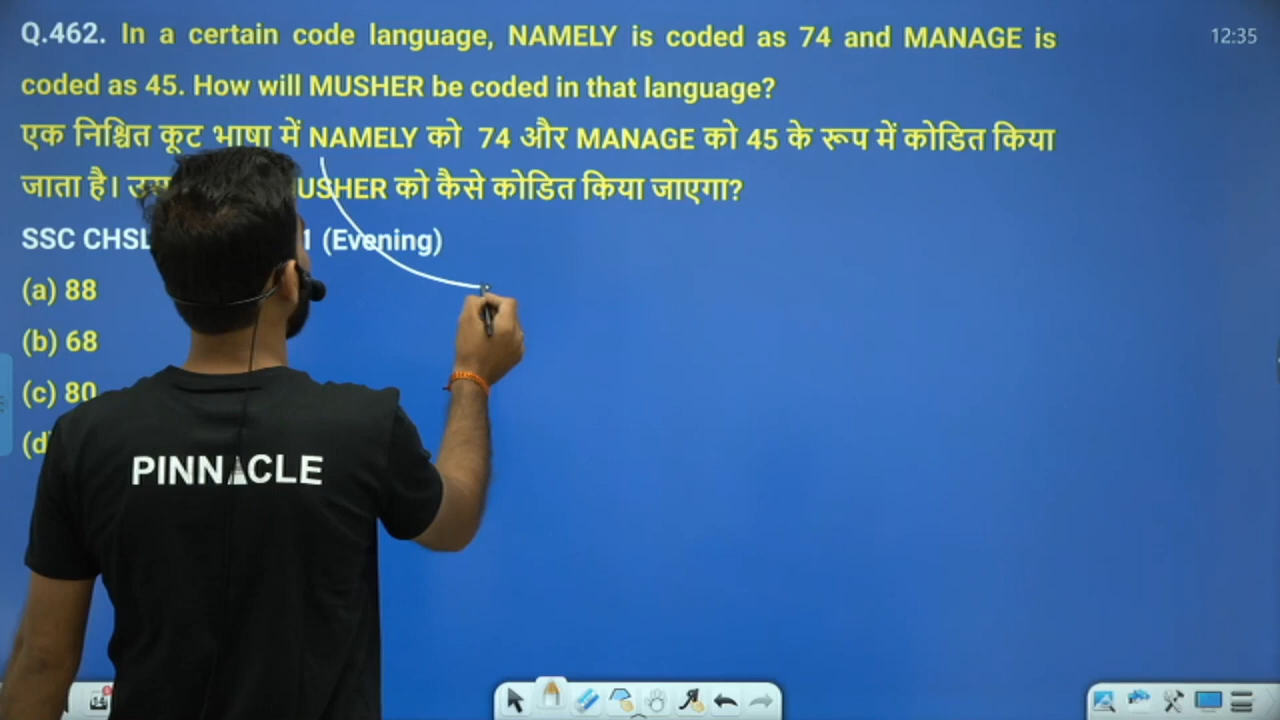 Q.462. In a certain code language, NAMELY is coded as 74 and MANAGE is
coded as 45. How will MUSHER be coded in that language?
एक निश्चित कूट भाषा में NAMELY को 74 और MANAGE को 45 के रूप में कोडित किया
जाता है। USHER को कैसे कोडित किया जाएगा?
SSC CHSL 1 (Evening)
(a) 88
(b) 68
(c) 80
(d)
PINNACLE
12:35